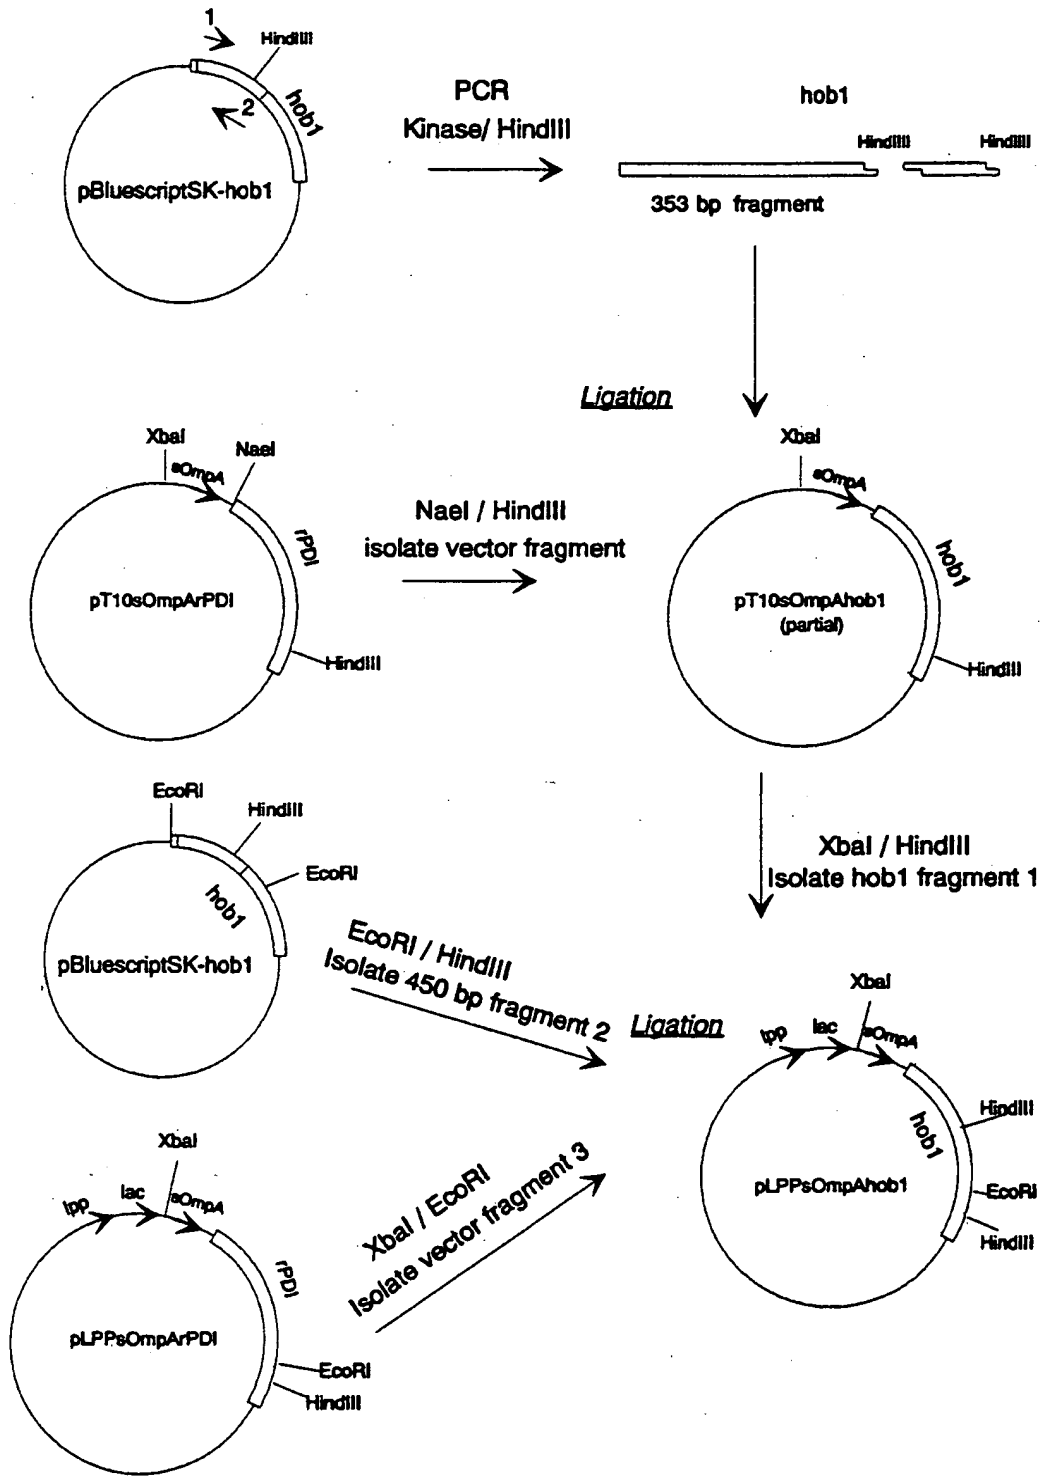 1
HindIII
2
hob1
pBluescriptSK-hob1
PCR
Kinase/ HindIII
hob1
HindIII
HindIII
353 bp fragment
Ligation
XbaI
sOmpA
NaeI
rPDI
pT10sOmpArPDI
HindIII
NaeI / HindIII
isolate vector fragment
XbaI
sOmpA
hob1
pT10sOmpAhob1
(partial)
HindIII
EcoRI
HindIII
EcoRI
hob1
pBluescriptSK-hob1
XbaI / HindIII
Isolate hob1 fragment 1
EcoRI / HindIII
Isolate 450 bp fragment 2
Ligation
XbaI
lpp
lac
sOmpA
HindIII
hob1
pLPPsOmpAhob1
EcoRI
HindIII
XbaI
lpp
lac
sOmpA
rPDI
pLPPsOmpArPDI
EcoRI
HindIII
XbaI / EcoRI
Isolate vector fragment 3